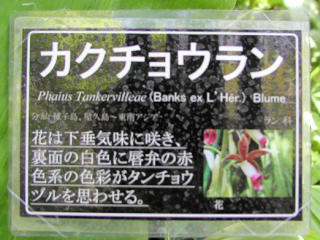 カクチョウラン
Phaius Tankervilleae (Banks ex L'Hér.) Blume
分布:種子島、屋久島～東南アジア
ラン科
花は下垂気味に咲き、
裏面の白色に唇弁の赤
色系の色彩がタンチョウ
ヅルを思わせる。
花